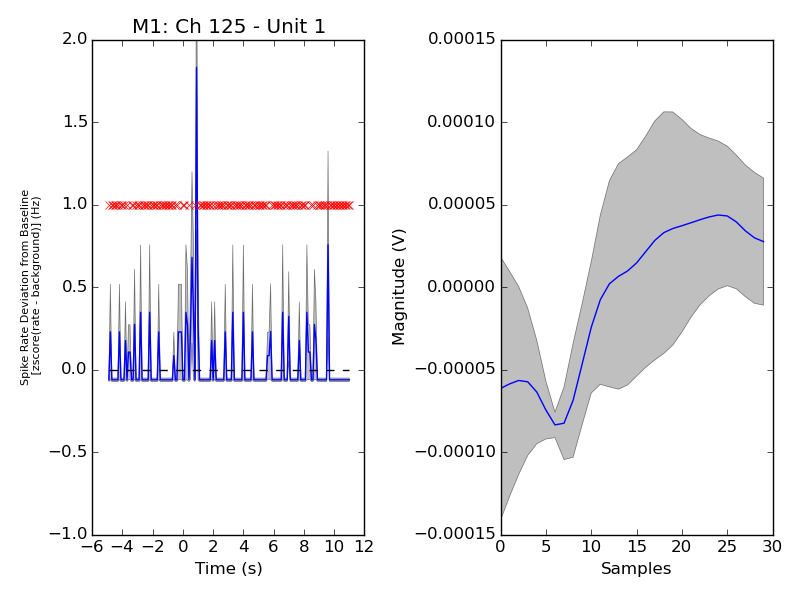 M1: Ch 125 - Unit 1
Spike Rate Deviation from Baseline
[zscore(rate - background)] (Hz)
2.0
1.5
1.0
0.5
0.0
−0.5
−1.0
−6 −4 −2 0 2 4 6 8 10 12
Time (s)
Magnitude (V)
0.00015
0.00010
0.00005
0.00000
−0.00005
−0.00010
−0.00015
0 5 10 15 20 25 30
Samples